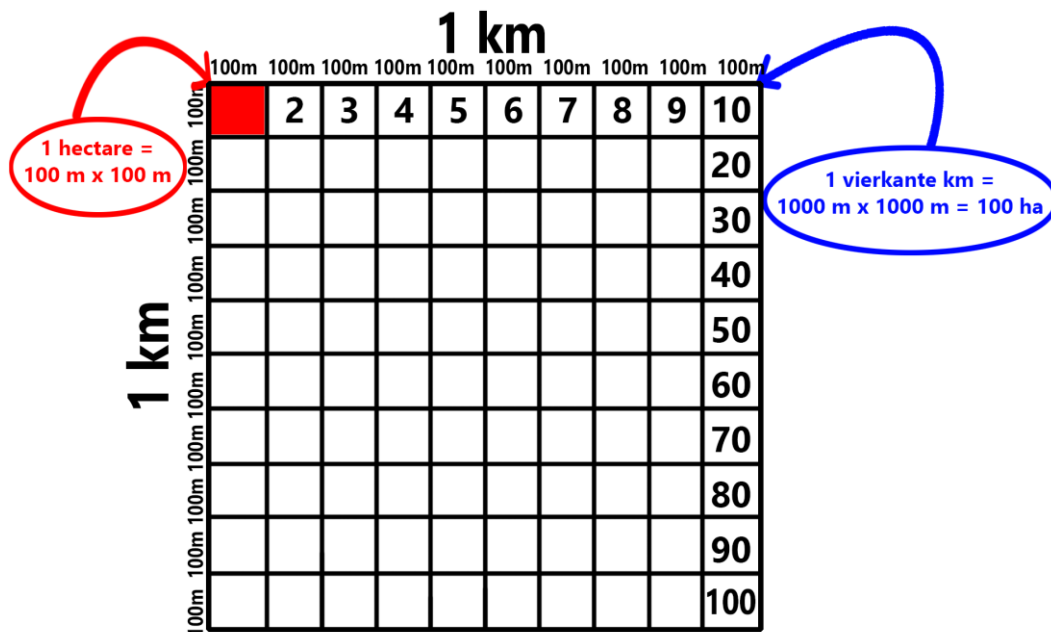 1 km
100m 100m 100m 100m 100m 100m 100m 100m 100m 100m
100m 2 3 4 5 6 7 8 9 10
1 hectare =
100 m x 100 m
1 vierkante km =
1000 m x 1000 m = 100 ha
100m 20
100m 30
100m 40
1 km
100m 50
100m 60
100m 70
100m 80
100m 90
100m 100